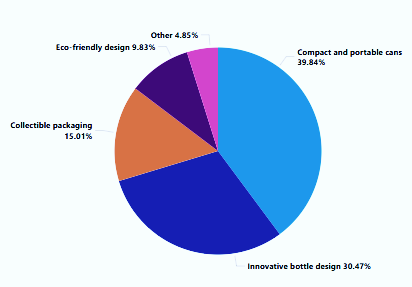 Other 4.85%
Eco-friendly design 9.83%
Compact and portable cans
39.84%
Collectible packaging
15.01%
Innovative bottle design 30.47%